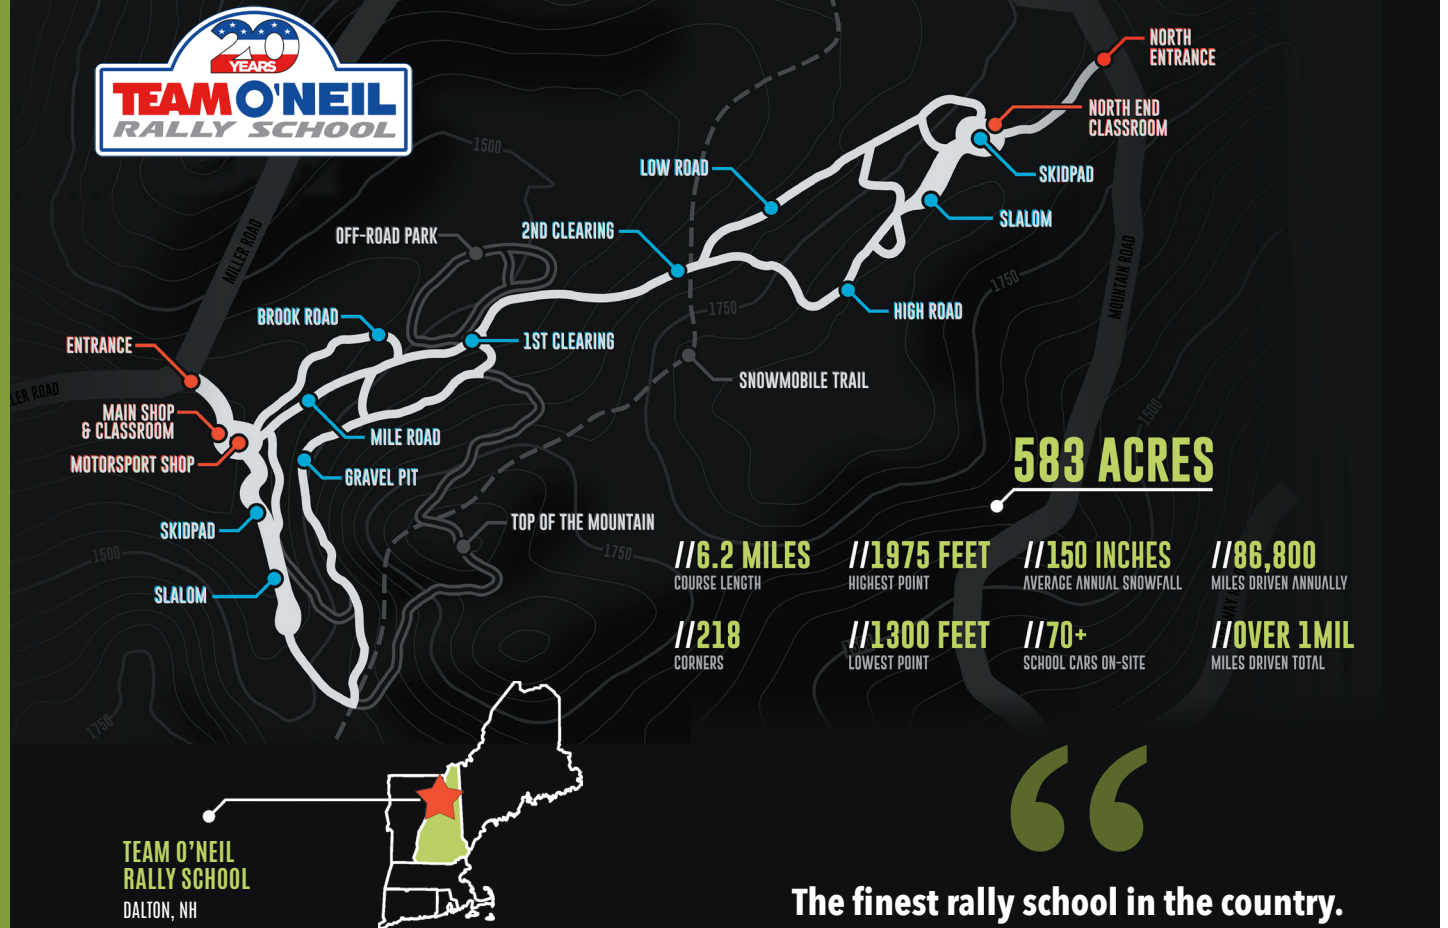 20
YEARS
TEAM O'NEIL
RALLY SCHOOL
NORTH
ENTRANCE
NORTH END
CLASSROOM
SKIDPAD
SLALOM
LOW ROAD
1500
2ND CLEARING
OFF-ROAD PARK
MILLER ROAD
MOUNTAIN ROAD
1750
1750
HIGH ROAD
BROOK ROAD
1ST CLEARING
ENTRANCE
SNOWMOBILE TRAIL
LER ROAD
MAIN SHOP
& CLASSROOM
MILE ROAD
1500
MOTORSPORT SHOP
GRAVEL PIT
583 ACRES
SKIDPAD
TOP OF THE MOUNTAIN
1500
1750
SLALOM
//6.2 MILES
COURSE LENGTH
//1975 FEET
HIGHEST POINT
//150 INCHES
AVERAGE ANNUAL SNOWFALL
//86,800
MILES DRIVEN ANNUALLY
//218
CORNERS
//1300 FEET
LOWEST POINT
//70+
SCHOOL CARS ON-SITE
//OVER 1MIL
MILES DRIVEN TOTAL
1750
TEAM O'NEIL
RALLY SCHOOL
DALTON, NH
“
The finest rally school in the country.